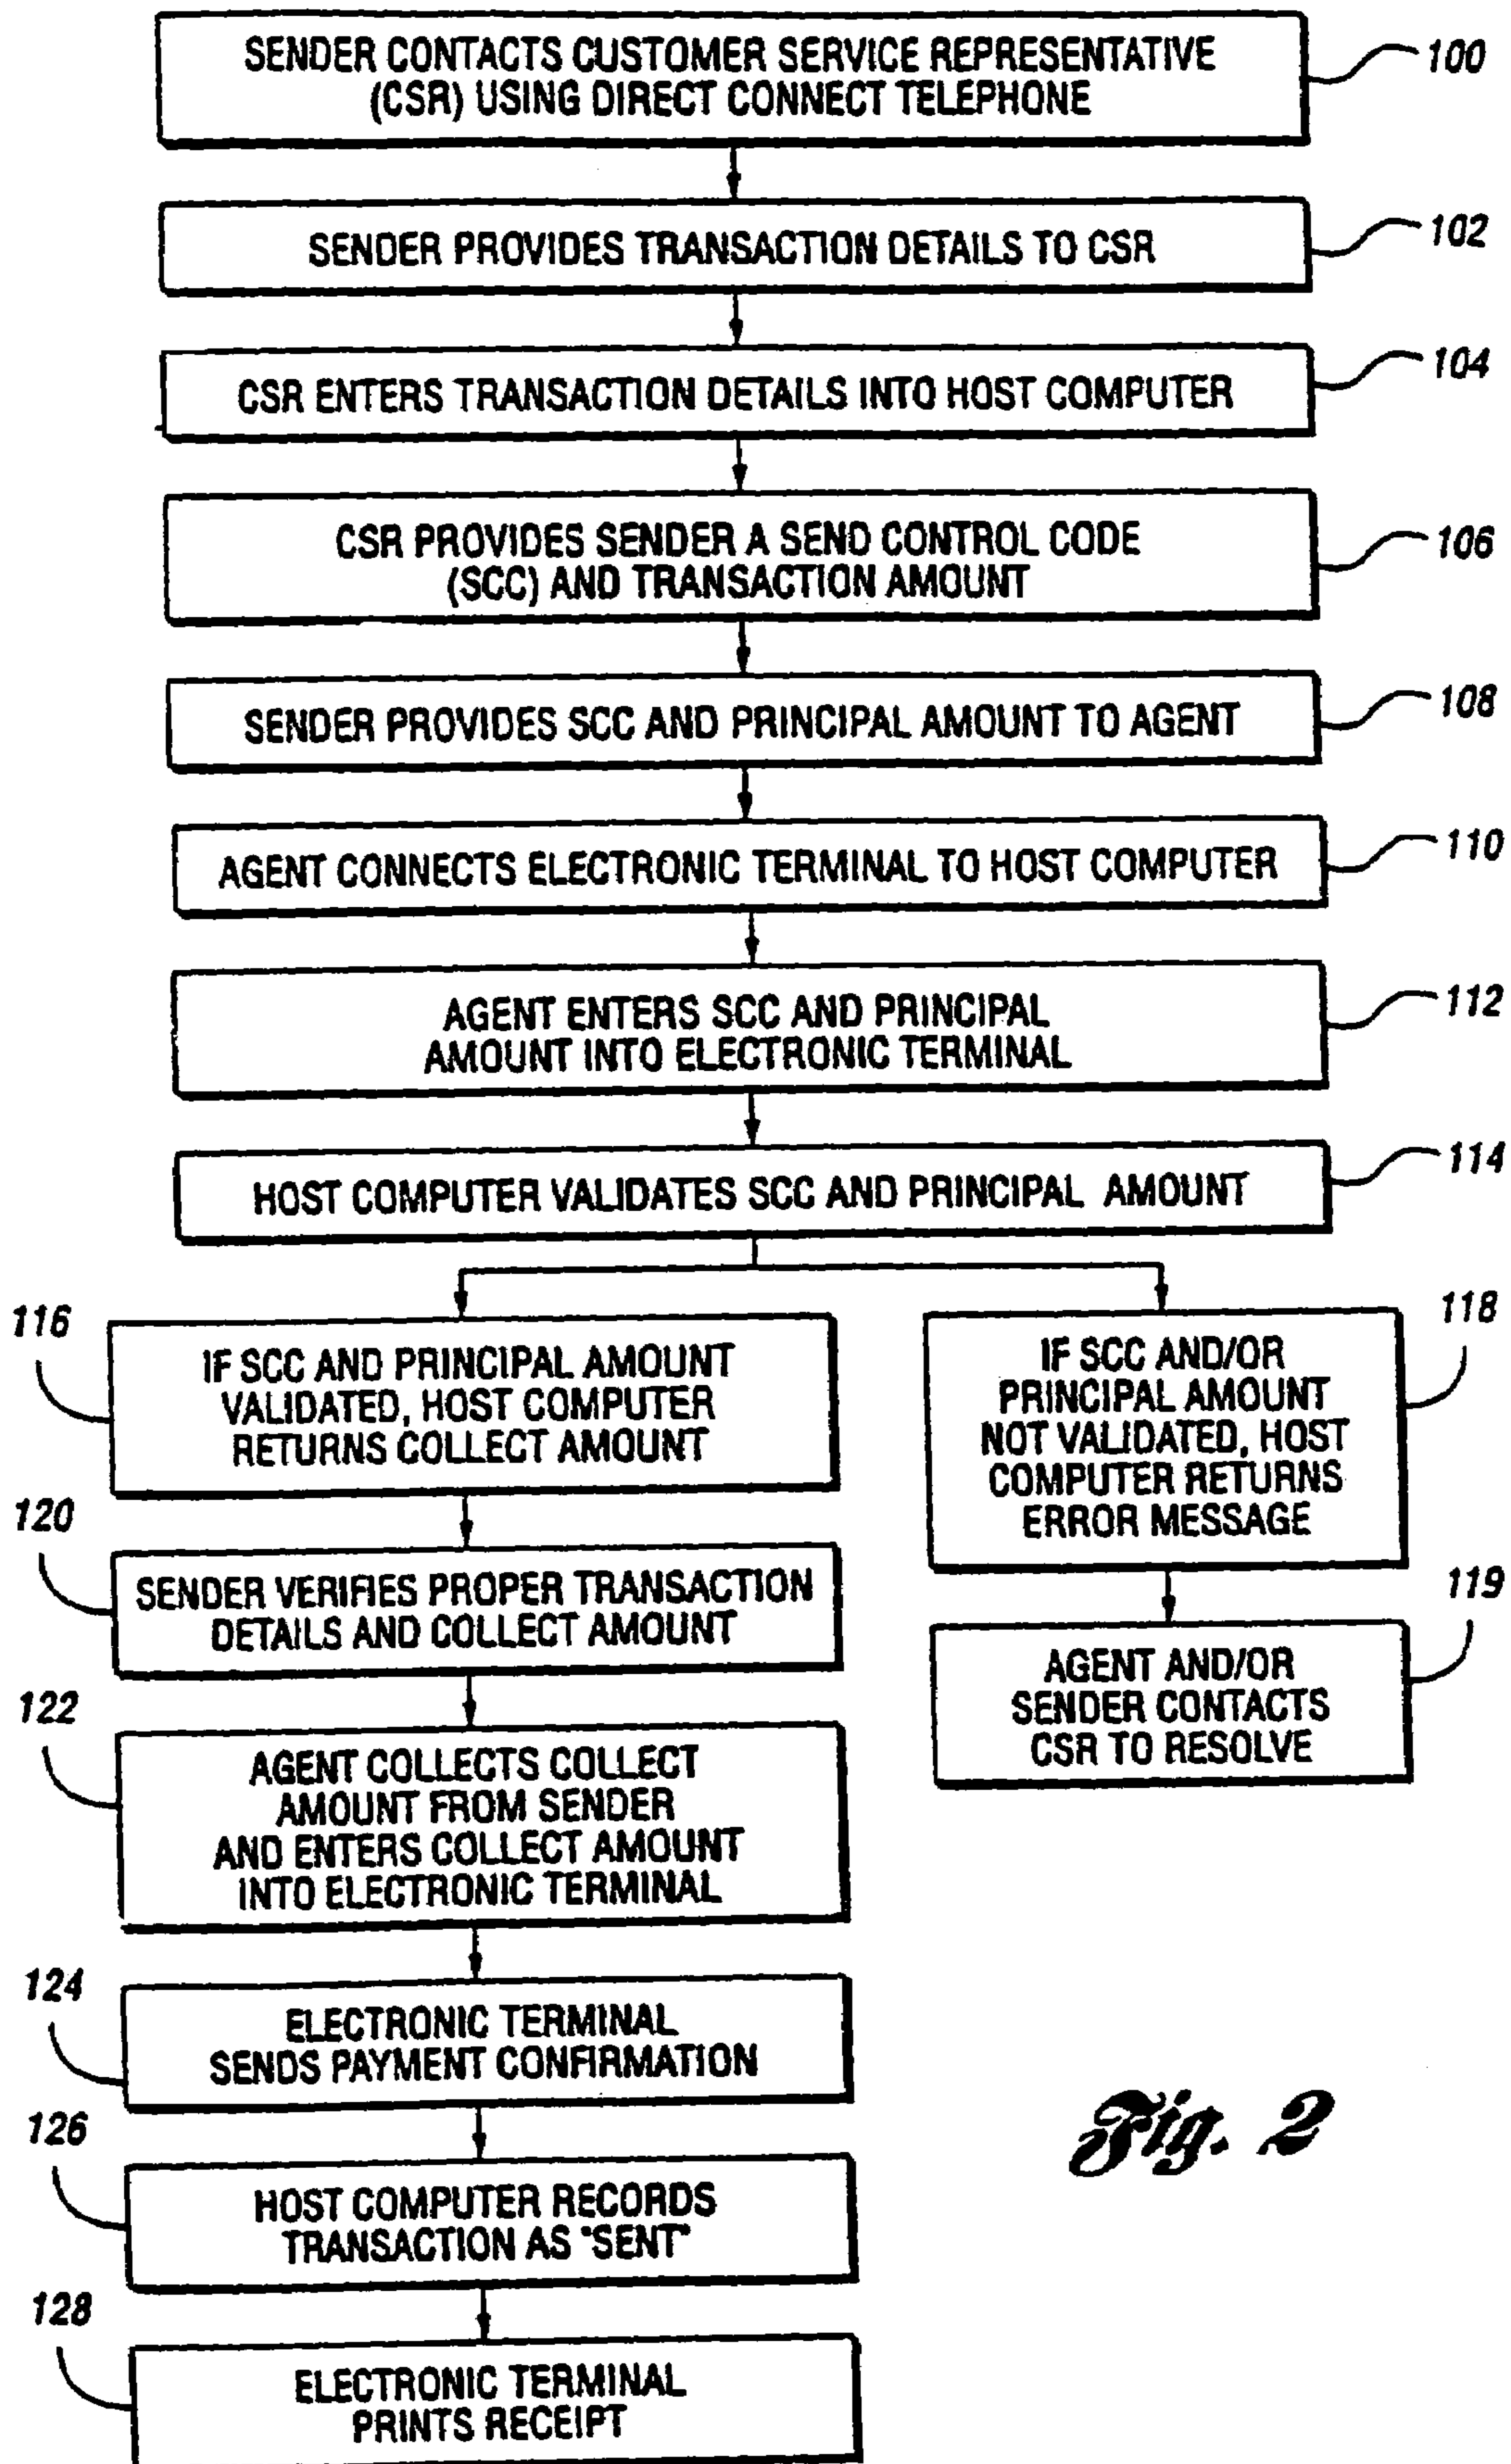 SENDER CONTACTS CUSTOMER SERVICE REPRESENTATIVE
(CSR) USING DIRECT CONNECT TELEPHONE
100
SENDER PROVIDES TRANSACTION DETAILS TO CSR
102
CSR ENTERS TRANSACTION DETAILS INTO HOST COMPUTER
104
CSR PROVIDES SENDER A SEND CONTROL CODE
(SCC) AND TRANSACTION AMOUNT
106
SENDER PROVIDES SCC AND PRINCIPAL AMOUNT TO AGENT
108
AGENT CONNECTS ELECTRONIC TERMINAL TO HOST COMPUTER
110
AGENT ENTERS SCC AND PRINCIPAL
AMOUNT INTO ELECTRONIC TERMINAL
112
HOST COMPUTER VALIDATES SCC AND PRINCIPAL AMOUNT
114
116
IF SCC AND PRINCIPAL AMOUNT
VALIDATED, HOST COMPUTER
RETURNS COLLECT AMOUNT
118
IF SCC AND/OR
PRINCIPAL AMOUNT
NOT VALIDATED, HOST
COMPUTER RETURNS
ERROR MESSAGE
120
SENDER VERIFIES PROPER TRANSACTION
DETAILS AND COLLECT AMOUNT
119
AGENT AND/OR
SENDER CONTACTS
CSR TO RESOLVE
122
AGENT COLLECTS COLLECT
AMOUNT FROM SENDER
AND ENTERS COLLECT AMOUNT
INTO ELECTRONIC TERMINAL
124
ELECTRONIC TERMINAL
SENDS PAYMENT CONFIRMATION
126
HOST COMPUTER RECORDS
TRANSACTION AS "SENT"
128
ELECTRONIC TERMINAL
PRINTS RECEIPT
Fig. 2